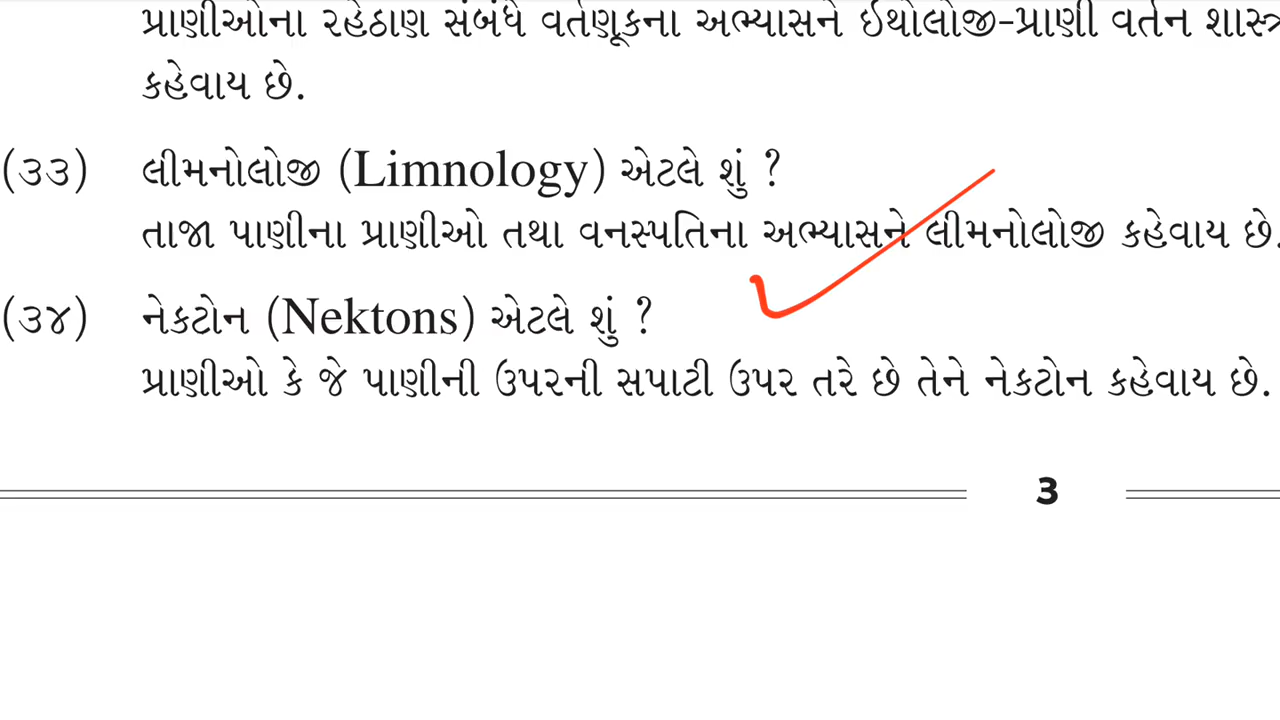 પ્રાણીઓના રહેઠાણ સંબંધે વર્તણૂકના અભ્યાસને ઈથોલોજી-પ્રાણી વર્તન શાસ્ત્ર
કહેવાય છે.
(૩૩) લીમનોલોજી (Limnology) એટલે શું ?
તાજા પાણીના પ્રાણીઓ તથા વનસ્પતિના અભ્યાસને લીમનોલોજી કહેવાય છે.
(૩૪) નેકટોન (Nektons) એટલે શું ?
પ્રાણીઓ કે જે પાણીની ઉપરની સપાટી ઉપર તરે છે તેને નેકટોન કહેવાય છે.
3